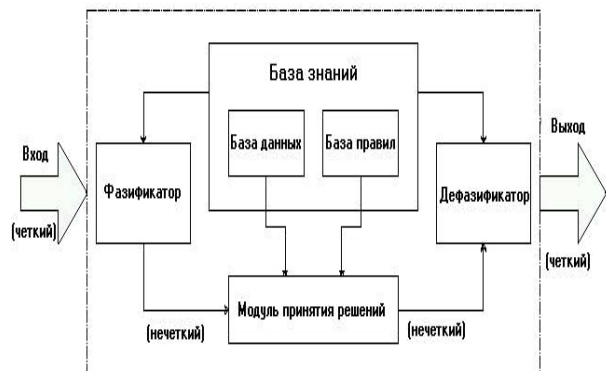 База знаний
База данных
База правил
Вход
(четкий)
Фазификатор
Дефазификатор
Выход
(четкий)
Модуль принятия решений
(нечеткий)
(нечеткий)